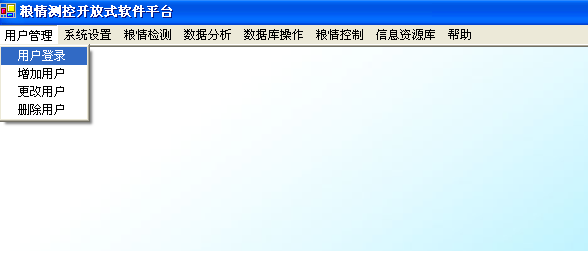 粮情测控开放式软件平台
用户管理 系统设置 粮情检测 数据分析 数据库操作 粮情控制 信息资源库 帮助
用户登录
增加用户
更改用户
删除用户